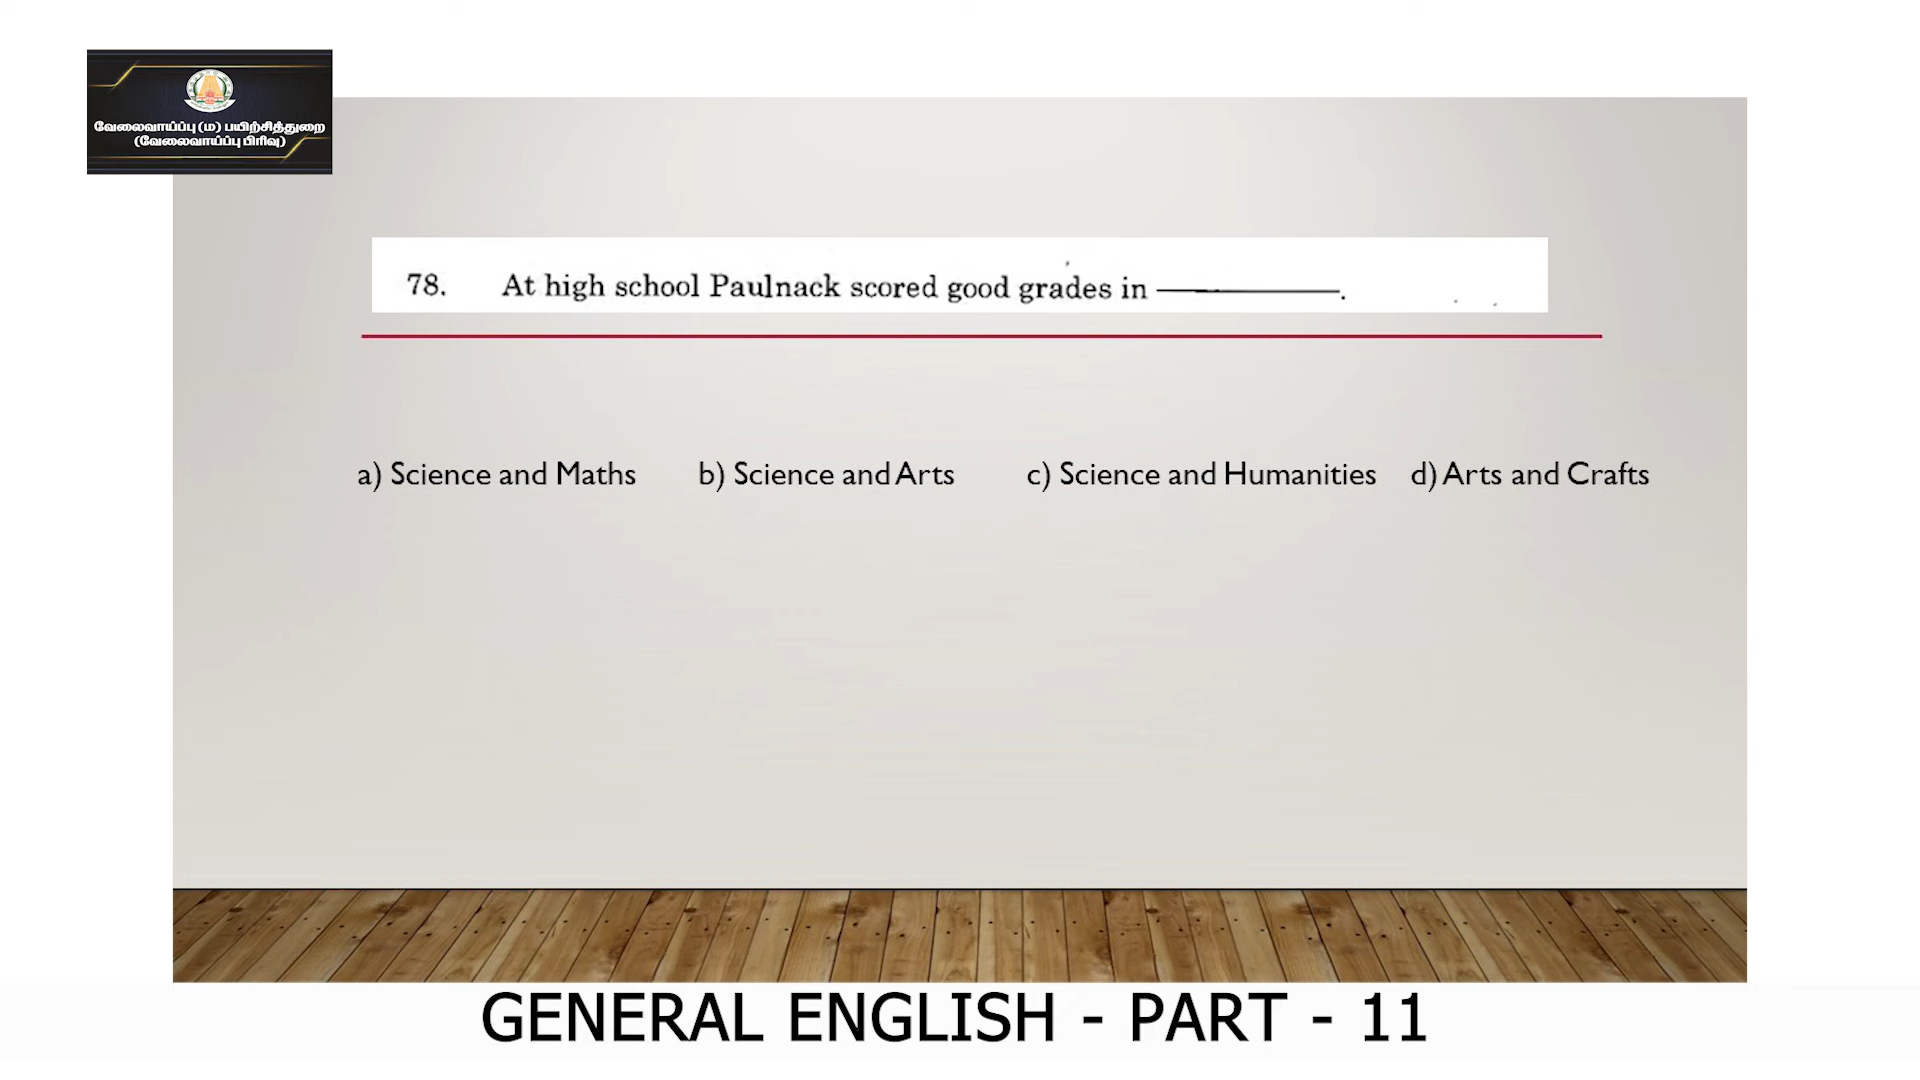 வேலைவாய்ப்பு (ம) பயிற்சித்துறை
(வேலைவாய்ப்பு பிரிவு)
78. At high school Paulnack scored good grades in ————.
a) Science and Maths b) Science and Arts c) Science and Humanities d) Arts and Crafts
GENERAL ENGLISH - PART - 11